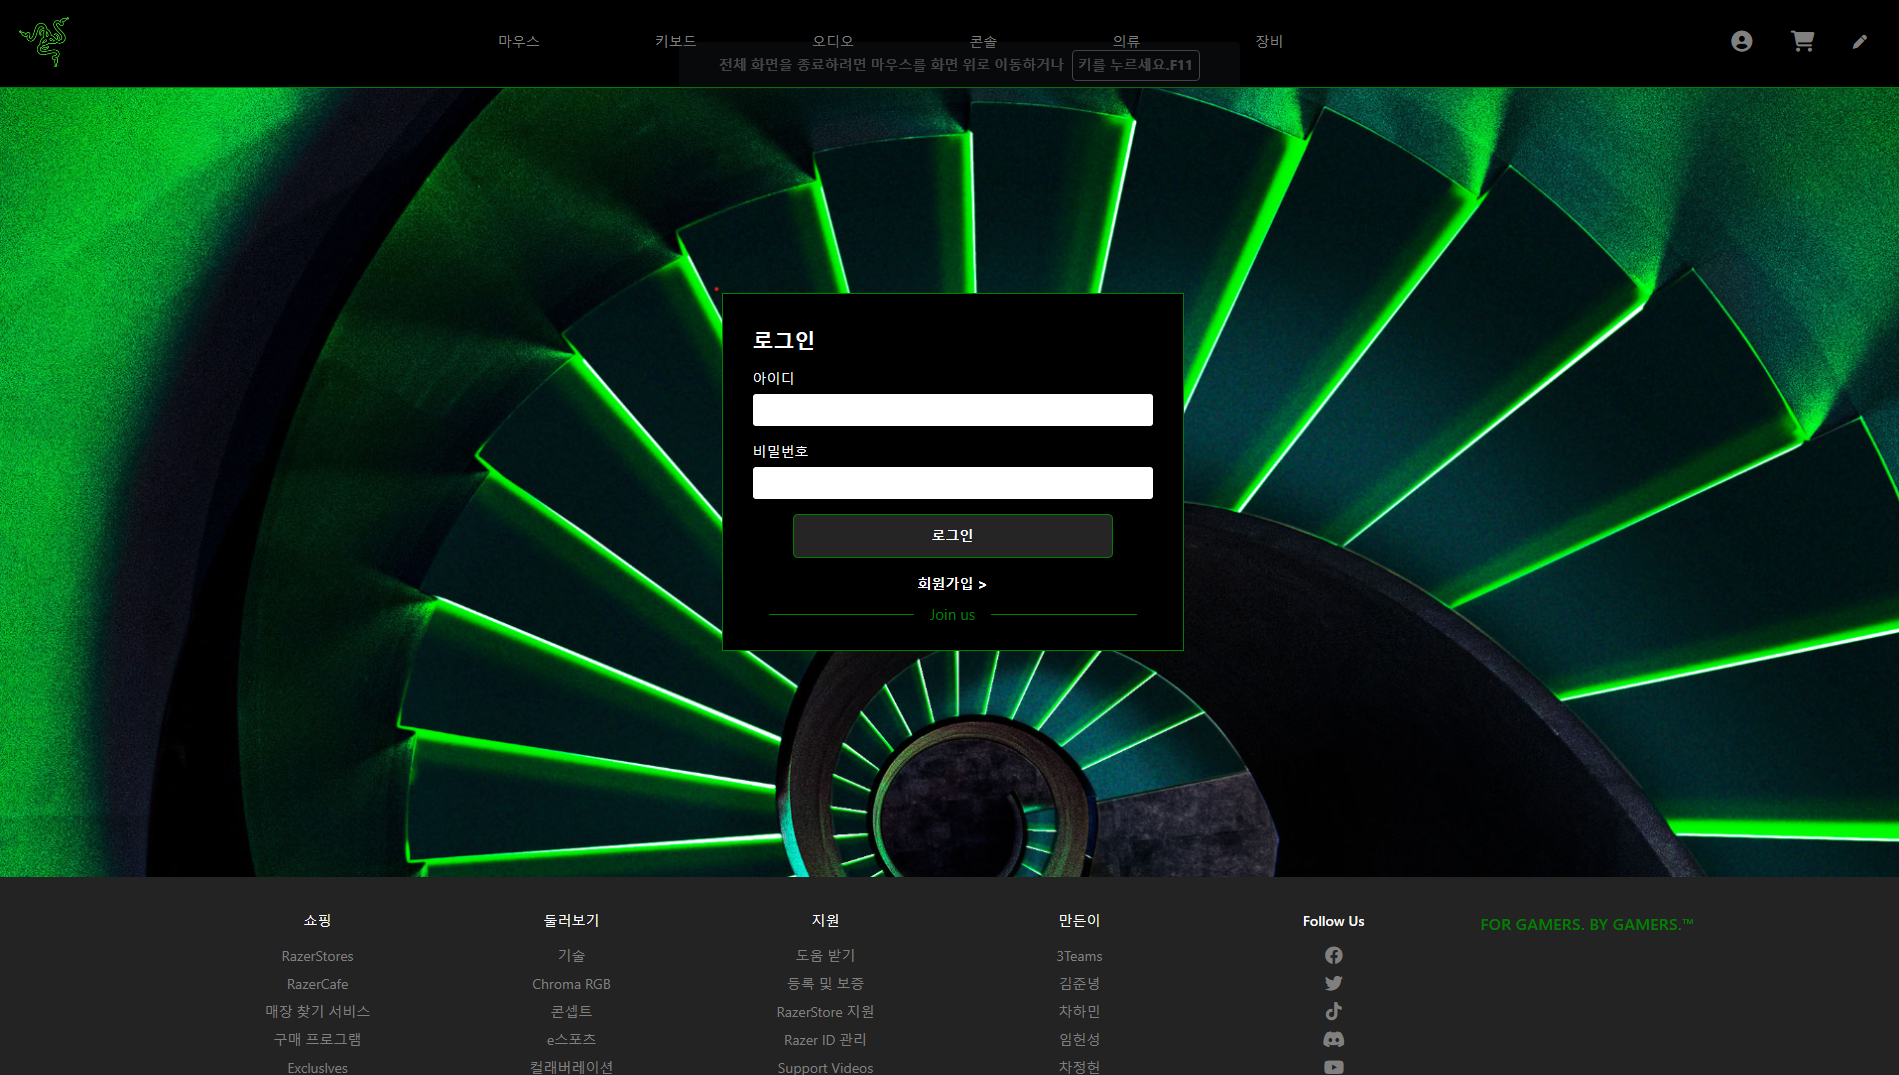 마우스 키보드 오디오 콘솔 의류 장비
전체 화면을 종료하려면 마우스를 화면 위로 이동하거나 키를 누르세요.F11
로그인
아이디
비밀번호
로그인
회원가입 >
Join us
쇼핑
RazerStores
RazerCafe
매장 찾기 서비스
구매 프로그램
Excluslves
둘러보기
기술
Chroma RGB
콘셉트
e스포츠
컬래버레이션
지원
도움 받기
등록 및 보증
RazerStore 지원
Razer ID 관리
Support Videos
만든이
3Teams
김준녕
차하민
임헌성
차정헌
Follow Us
FOR GAMERS. BY GAMERS.™